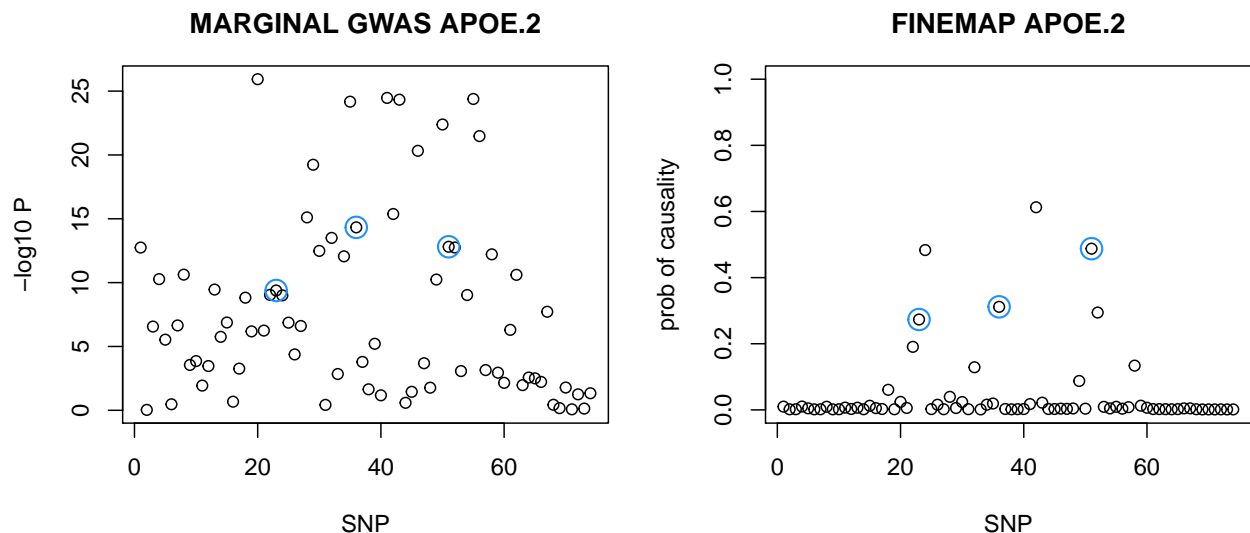 MARGINAL GWAS APOE.2
−log10 P
25
20
15
10
5
0
0 20 40 60
SNP
FINEMAP APOE.2
prob of causality
1.0
0.8
0.6
0.4
0.2
0.0
0 20 40 60
SNP